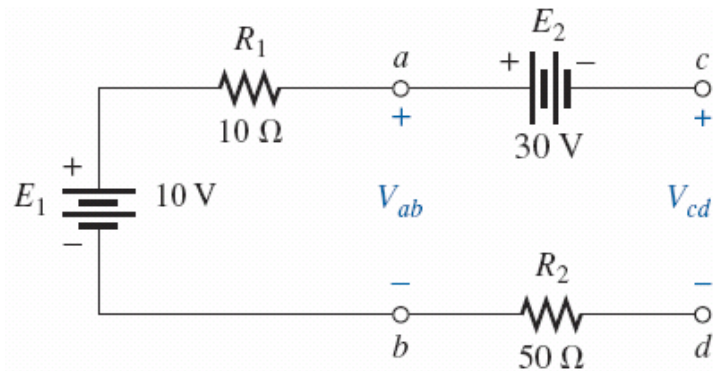 R1
E2
a
+ −
c
10 Ω
+
30 V
+
+
E1
10 V
Vab
Vcd
−
−
R2
−
b
50 Ω
d